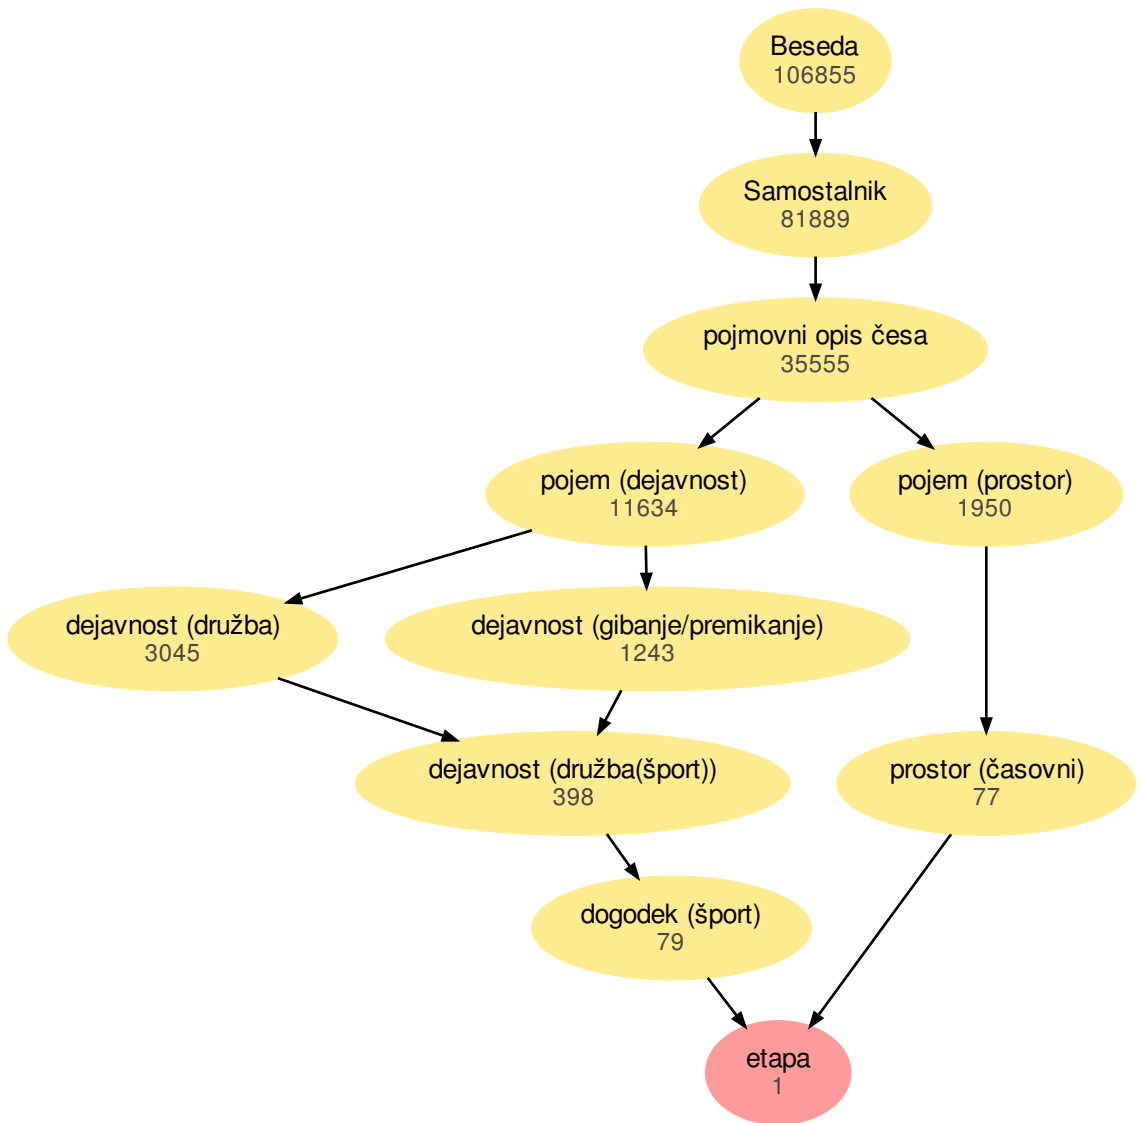 Beseda
106855
Samostalnik
81889
pojmovni opis česa
35555
pojem (dejavnost)
11634
pojem (prostor)
1950
dejavnost (družba)
3045
dejavnost (gibanje/premikanje)
1243
dejavnost (družba(šport))
398
prostor (časovni)
77
dogodek (šport)
79
etapa
1